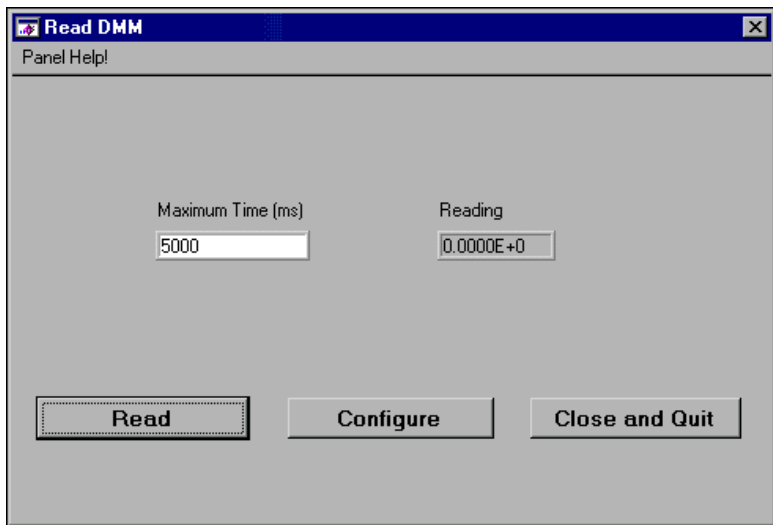 Read DMM
Panel Help!
Maximum Time (ms) Reading
5000 0.0000E+0
Read Configure Close and Quit